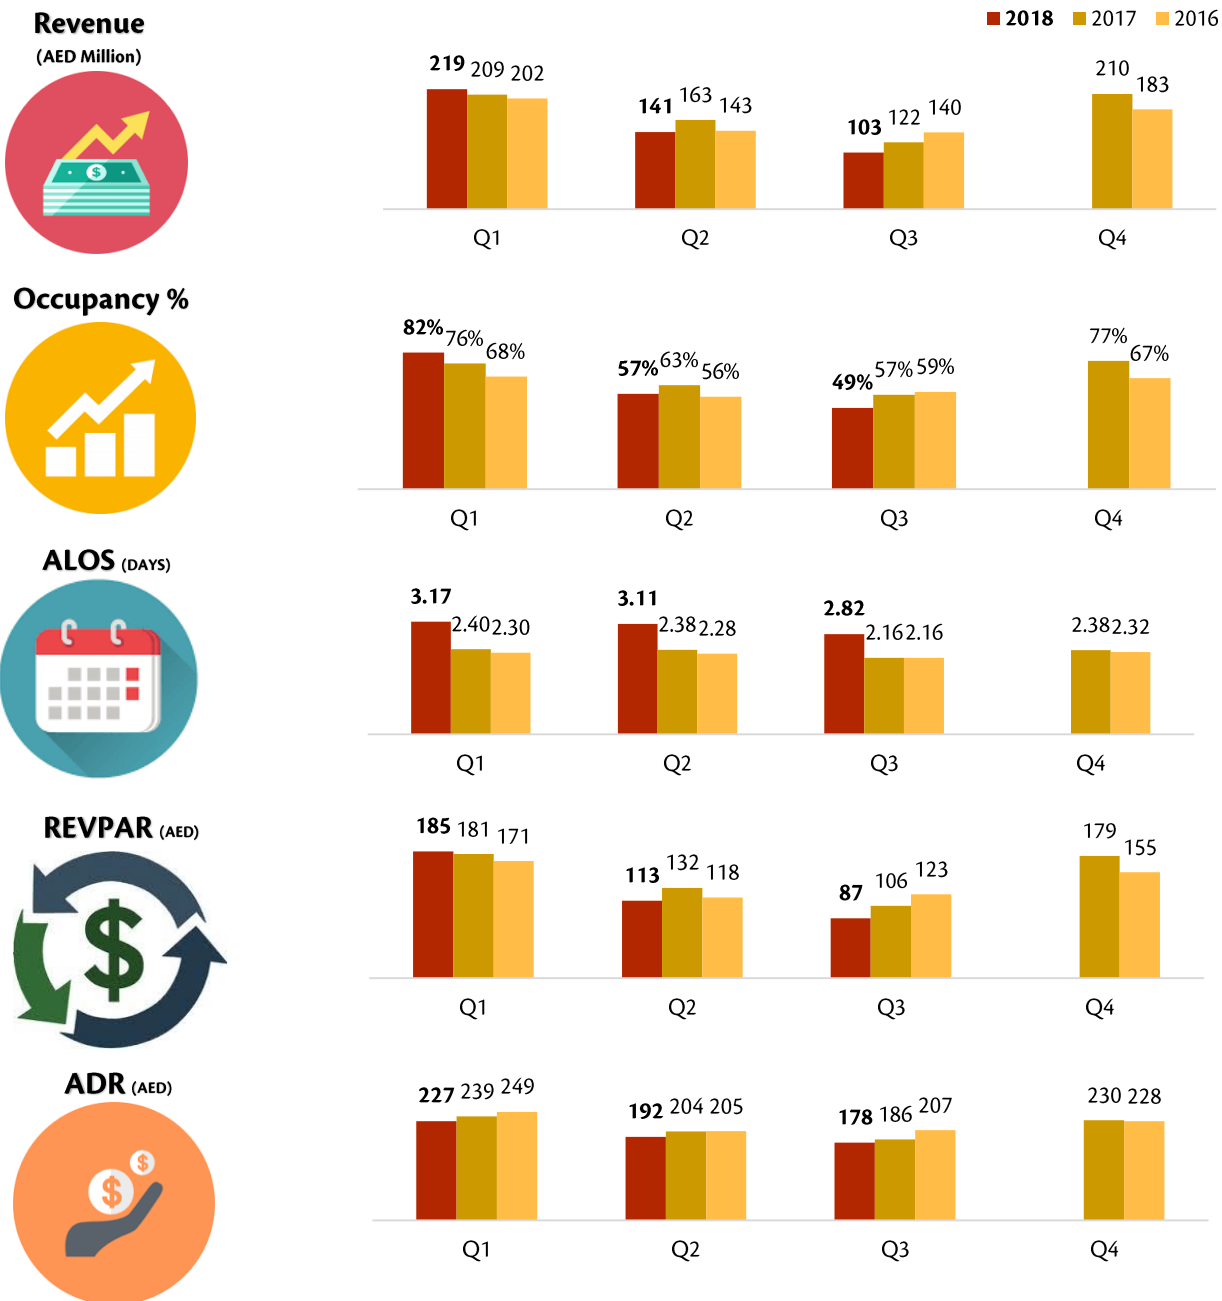 Revenue
(AED Million)
2018 2017 2016
219 209 202
141 163 143
103 122 140
210 183
Q1 Q2 Q3 Q4
$
Occupancy %
82% 76% 68%
57% 63% 56%
49% 57% 59%
77% 67%
Q1 Q2 Q3 Q4
ALOS (DAYS)
3.17 2.40 2.30
3.11 2.38 2.28
2.82 2.16 2.16
2.38 2.32
Q1 Q2 Q3 Q4
REVPAR (AED)
185 181 171
113 132 118
87 106 123
179 155
Q1 Q2 Q3 Q4
$
ADR (AED)
227 239 249
192 204 205
178 186 207
230 228
Q1 Q2 Q3 Q4
$
$